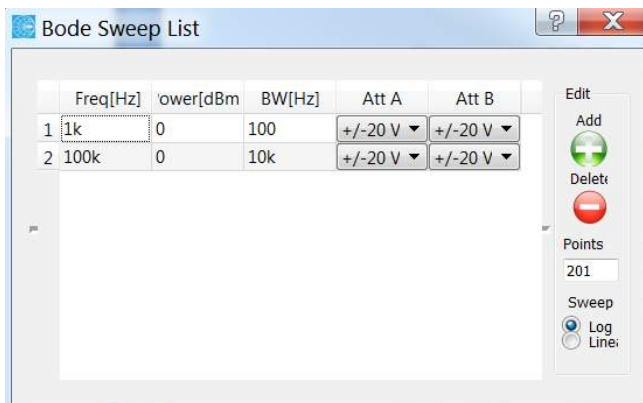 Bode Sweep List
Freq[Hz] 'ower[dBm BW[Hz] Att A Att B
1 1k 0 100 +/-20 V +/-20 V
2 100k 0 10k +/-20 V +/-20 V
Edit
Add
Delete
Points
201
Sweep
Log
Linea